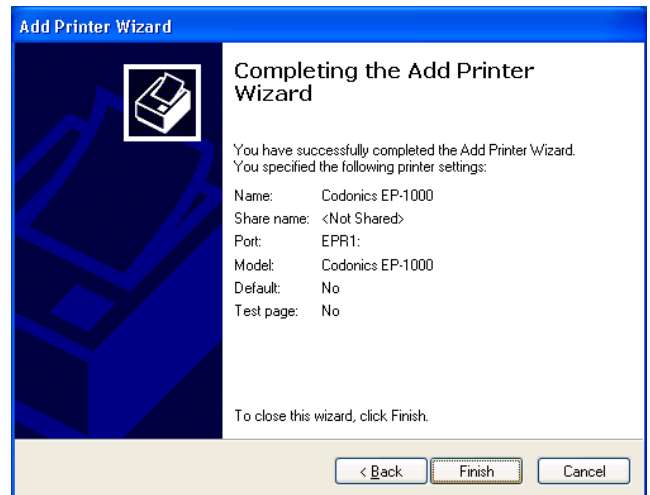 Add Printer Wizard
Completing the Add Printer
Wizard
You have successfully completed the Add Printer Wizard.
You specified the following printer settings:
Name: Codonics EP-1000
Share name: <Not Shared>
Port: EPR1:
Model: Codonics EP-1000
Default: No
Test page: No
To close this wizard, click Finish.
< Back Finish Cancel